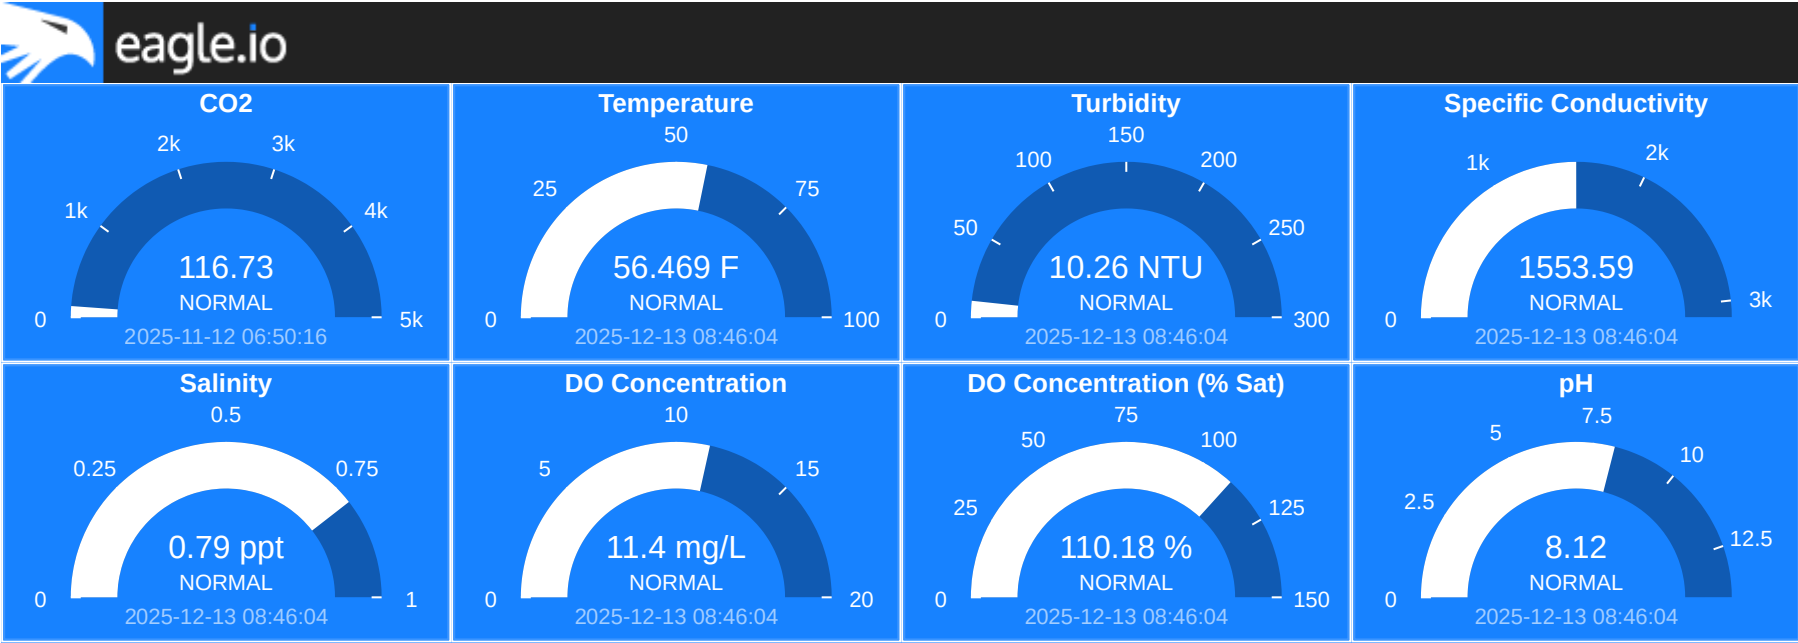 eagle.io
CO2
0
1k
2k
3k
4k
5k
116.73
NORMAL
2025-11-12 06:50:16
Temperature
0
25
50
75
100
56.469 F
NORMAL
2025-12-13 08:46:04
Turbidity
0
50
100
150
200
250
300
10.26 NTU
NORMAL
2025-12-13 08:46:04
Specific Conductivity
0
1k
2k
3k
1553.59
NORMAL
2025-12-13 08:46:04
Salinity
0
0.25
0.5
0.75
1
0.79 ppt
NORMAL
2025-12-13 08:46:04
DO Concentration
0
5
10
15
20
11.4 mg/L
NORMAL
2025-12-13 08:46:04
DO Concentration (% Sat)
0
25
50
75
100
125
150
110.18 %
NORMAL
2025-12-13 08:46:04
pH
0
2.5
5
7.5
10
12.5
8.12
NORMAL
2025-12-13 08:46:04